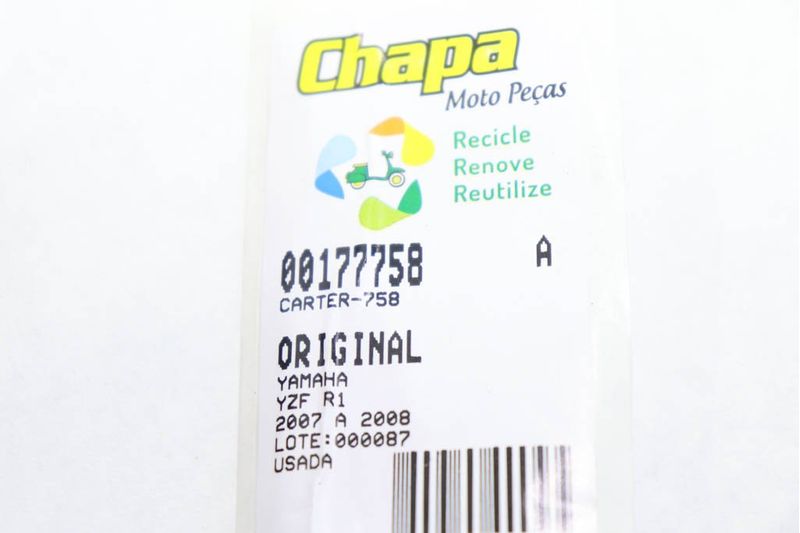 Chapa
Moto Peças
Recicle
Renove
Reutilize
00177758 A
CARTER-758
ORIGINAL
YAMAHA
YZF R1
2007 A 2008
LOTE:000087
USADA